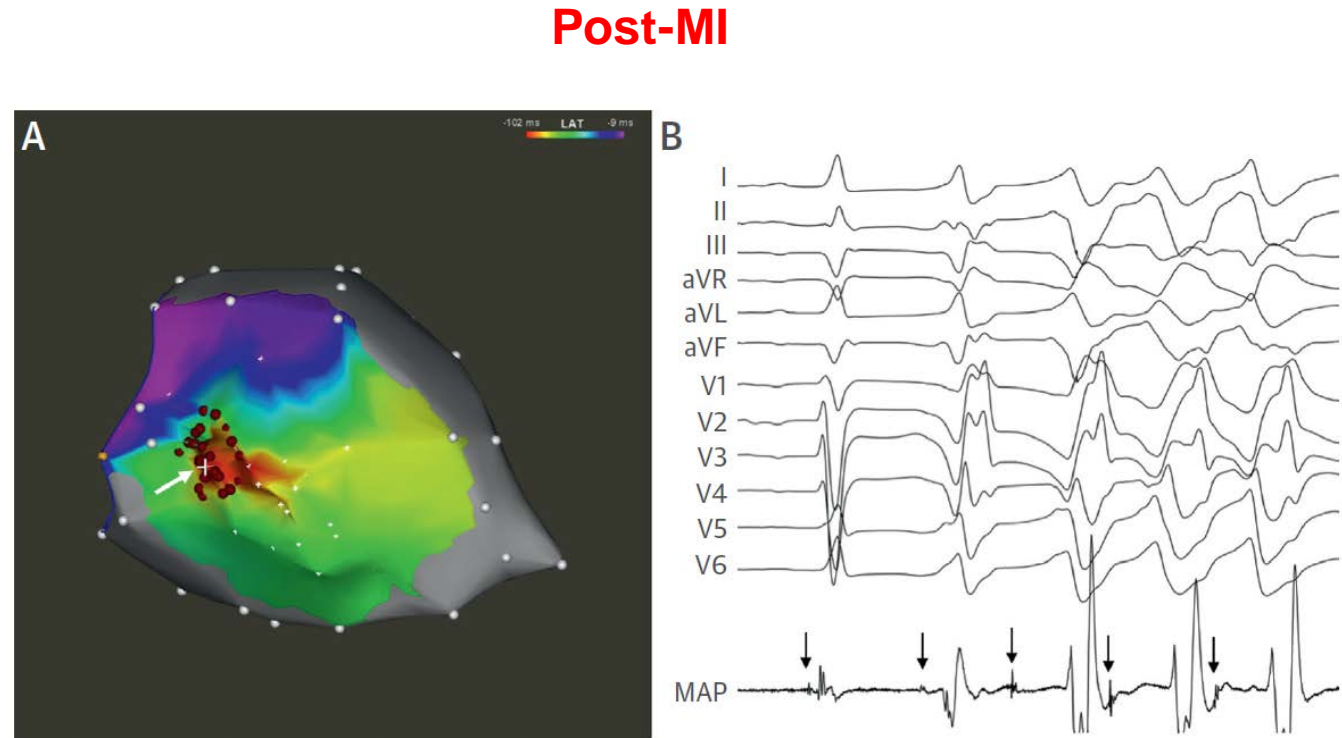 Post-MI
A
-102 ms LAT -9 ms
B
I
II
III
aVR
aVL
aVF
V1
V2
V3
V4
V5
V6
MAP